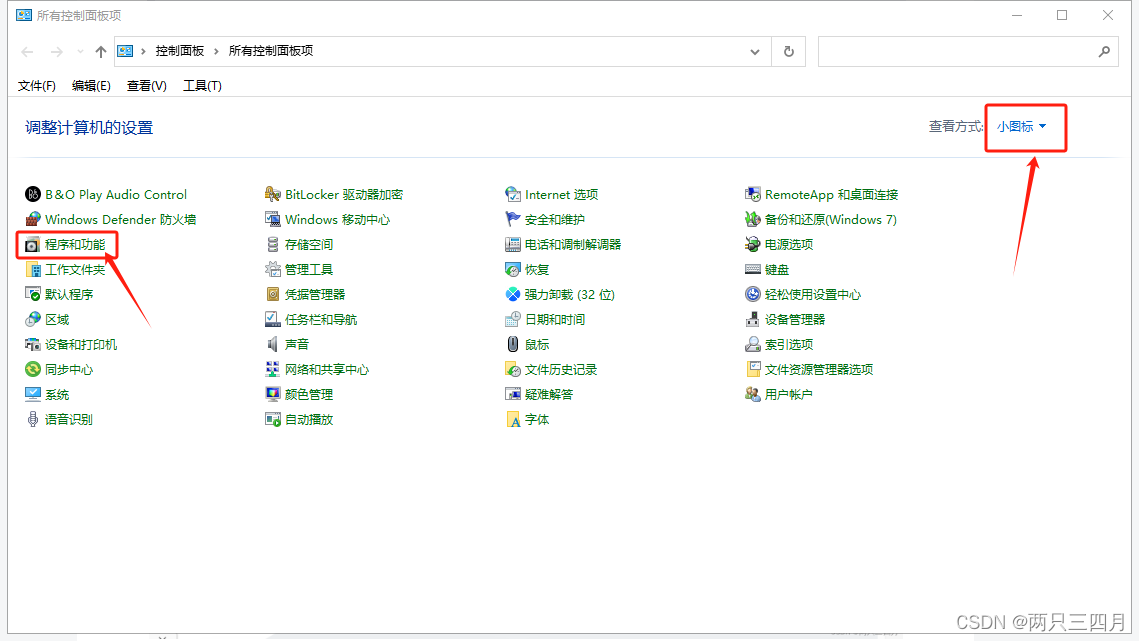 所有控制面板项
控制面板 › 所有控制面板项
文件(F) 编辑(E) 查看(V) 工具(T)
调整计算机的设置
查看方式: 小图标
B&O Play Audio Control BitLocker 驱动器加密 Internet 选项 RemoteApp 和桌面连接
Windows Defender 防火墙 Windows 移动中心 安全和维护 备份和还原(Windows 7)
程序和功能 存储空间 电话和调制解调器 电源选项
工作文件夹 管理工具 恢复 键盘
默认程序 凭据管理器 强力卸载 (32 位) 轻松使用设置中心
区域 任务栏和导航 日期和时间 设备管理器
设备和打印机 声音 鼠标 索引选项
同步中心 网络和共享中心 文件历史记录 文件资源管理器选项
系统 颜色管理 疑难解答 用户帐户
语音识别 自动播放 字体
CSDN @两只三四月